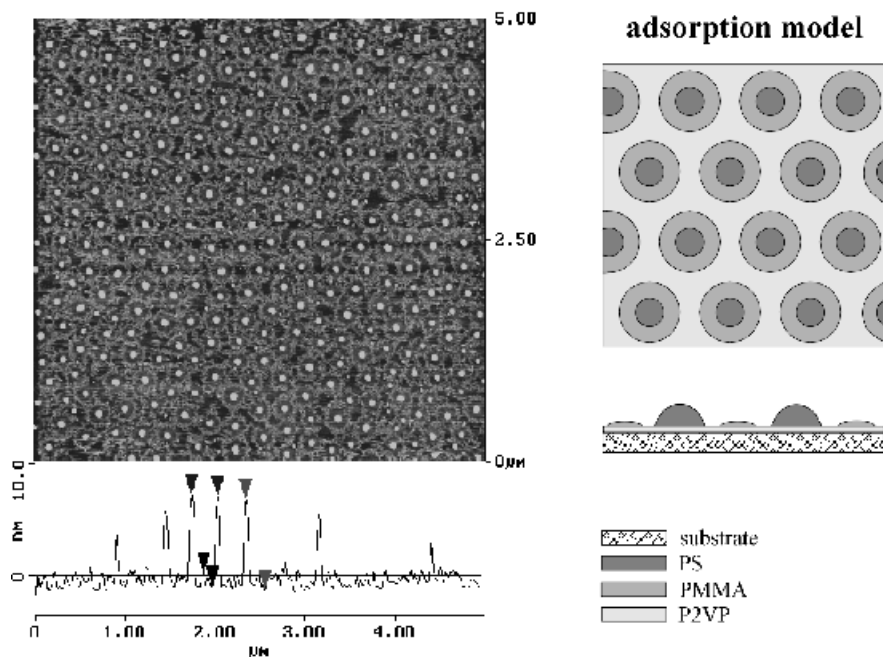 5.00
2.50
0µM
10.0
nM
0
0 1.00 2.00 3.00 4.00
µM
adsorption model
substrate
PS
PMMA
P2VP